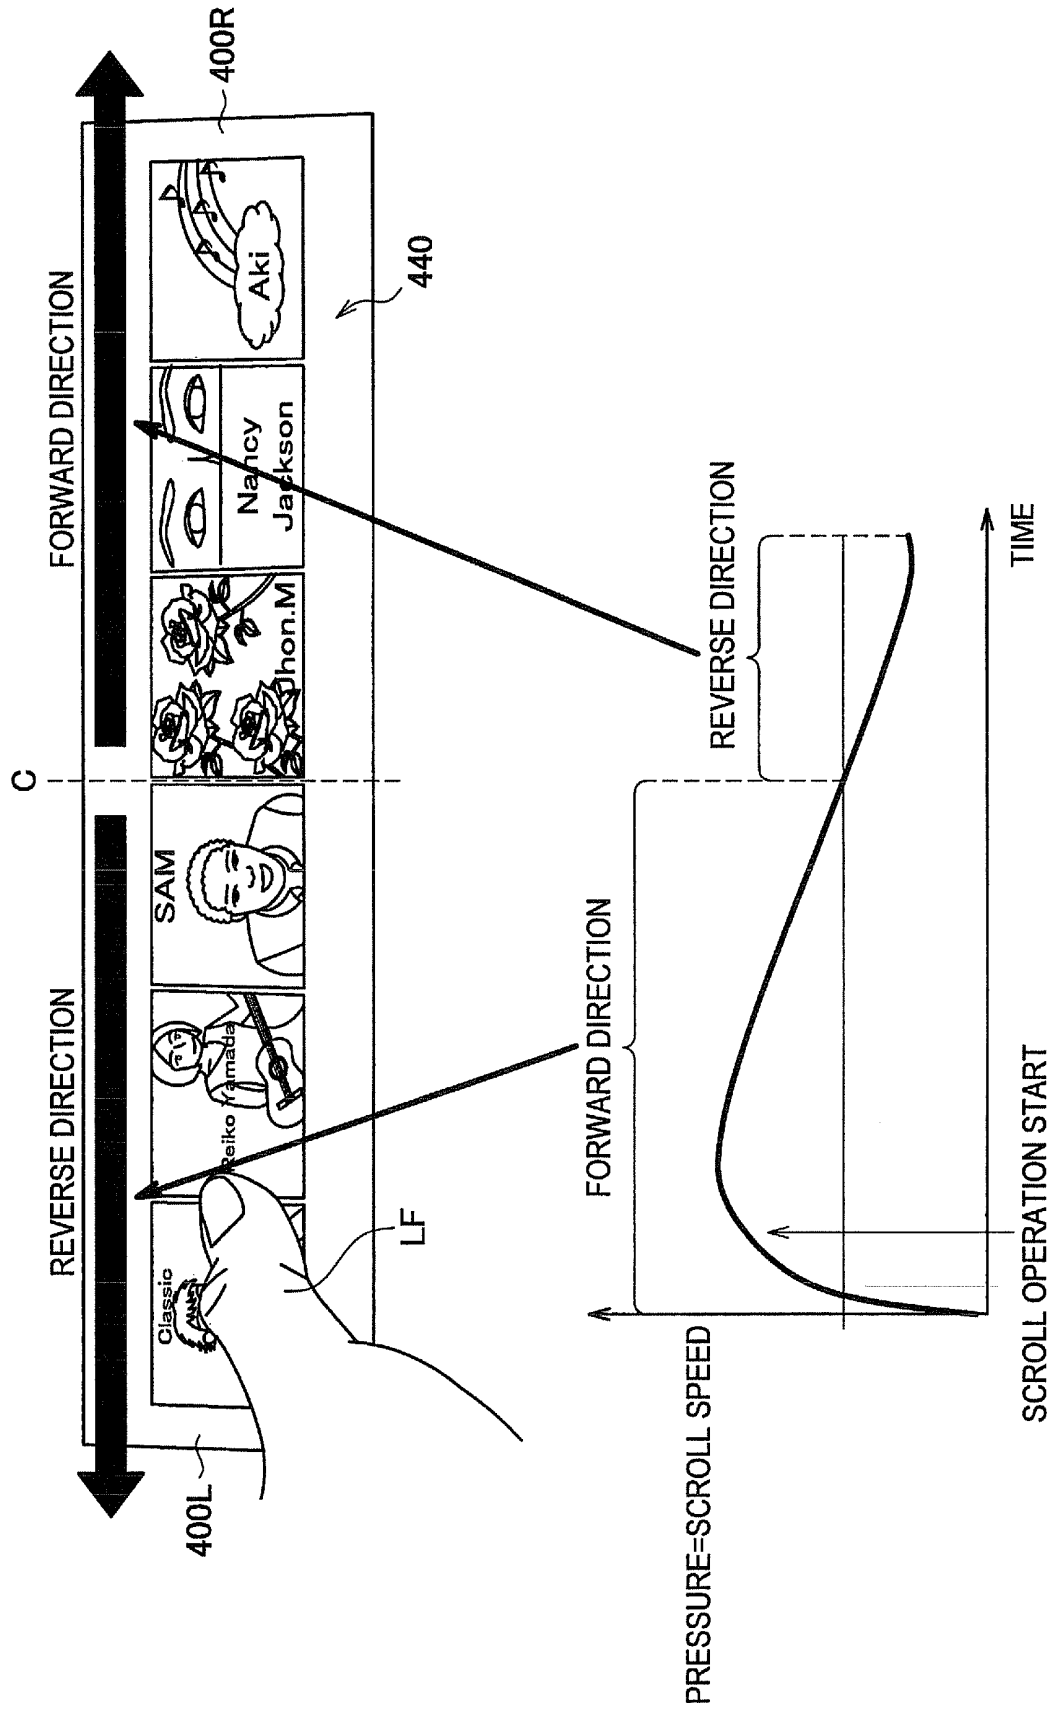 C
REVERSE DIRECTION
FORWARD DIRECTION
400L
400R
Classic
Reiko Yamada
SAM
Jhon.M
Nancy
Jackson
Aki
LF
440
FORWARD DIRECTION
REVERSE DIRECTION
PRESSURE=SCROLL SPEED
TIME
SCROLL OPERATION START